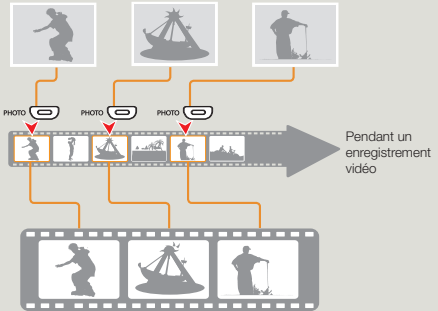 PHOTO PHOTO PHOTO
Pendant un
enregistrement
vidéo